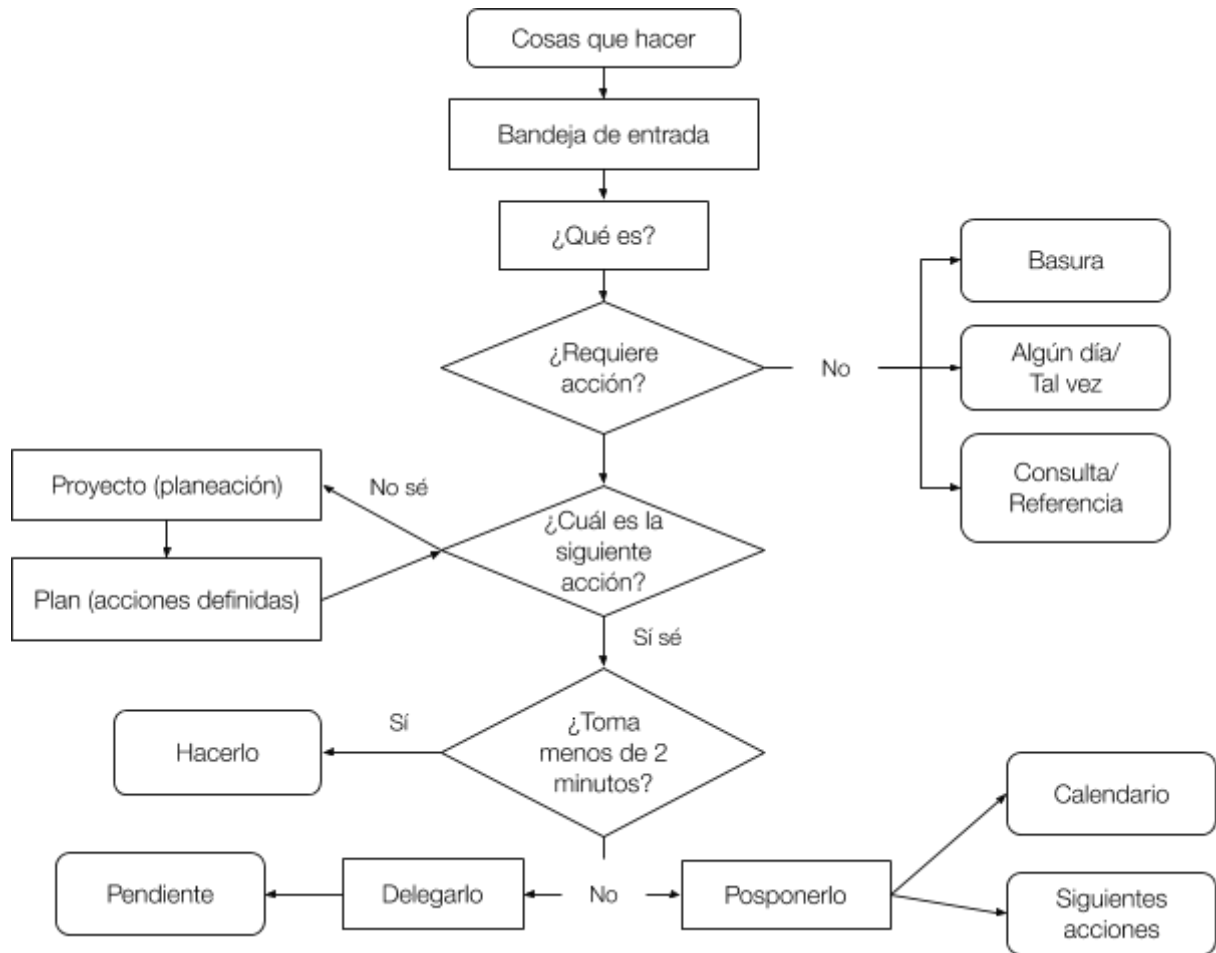 Cosas que hacer
Bandeja de entrada
¿Qué es?
Basura
¿Requiere
acción?
No
Algún día/
Tal vez
Consulta/
Referencia
Proyecto (planeación)
No sé
¿Cuál es la
siguiente
acción?
Plan (acciones definidas)
Sí sé
¿Toma
menos de 2
minutos?
Sí
Hacerlo
Calendario
Pendiente
Delegarlo
No
Posponerlo
Siguientes
acciones